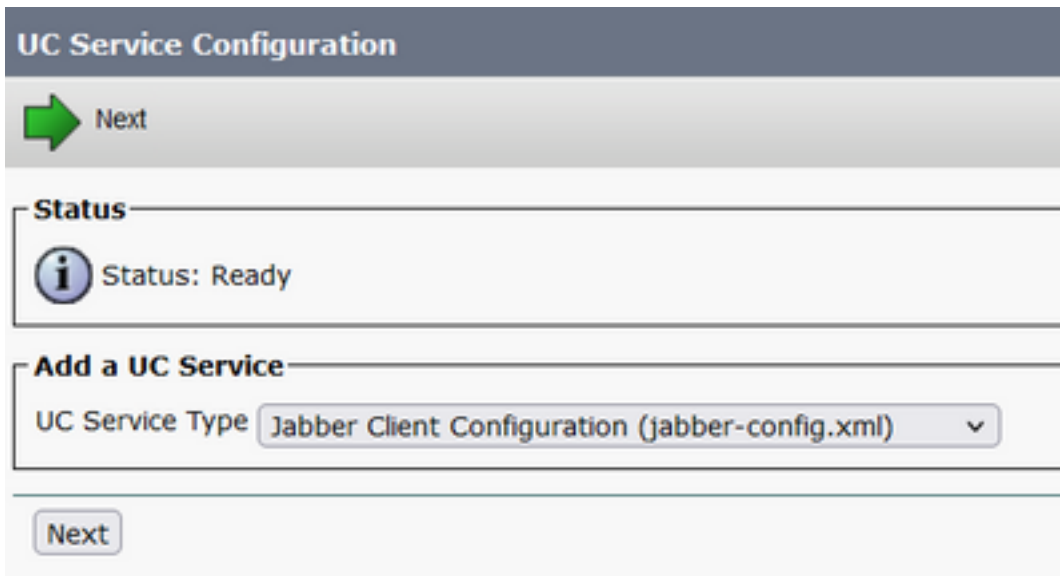 UC Service Configuration
Next
Status
Status: Ready
Add a UC Service
UC Service Type Jabber Client Configuration (jabber-config.xml)
Next